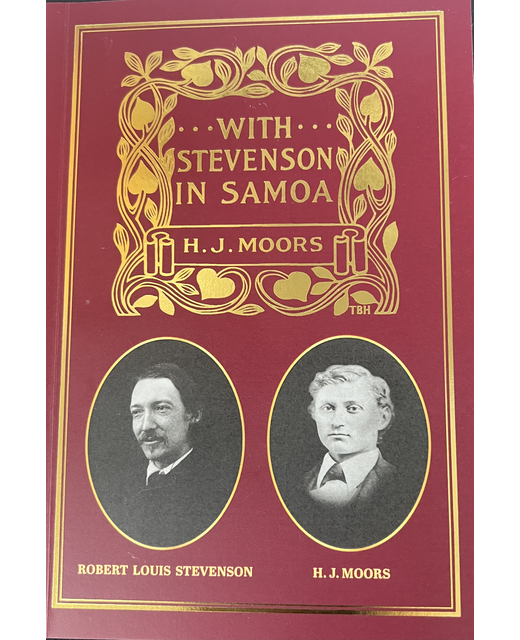 ···WITH···
STEVENSON
IN SAMOA
H. J. MOORS
TBH
ROBERT LOUIS STEVENSON
H. J. MOORS